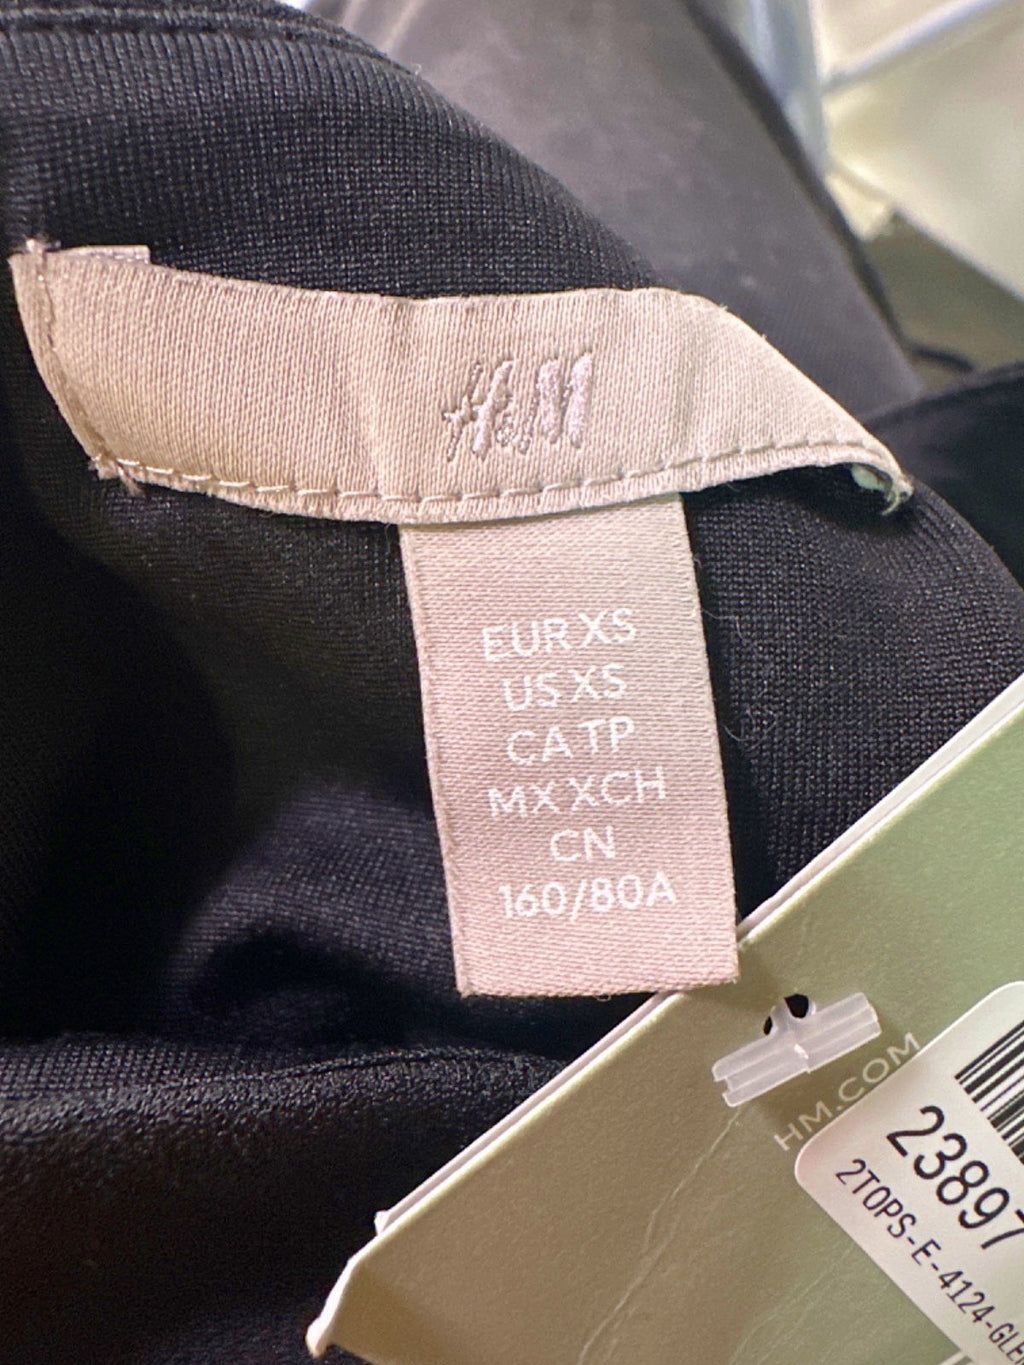 H&M
EUR XS
US XS
CA TP
MX XCH
CN
160/80A
HM.COM
23897
2TOPS-E-4124-GLE